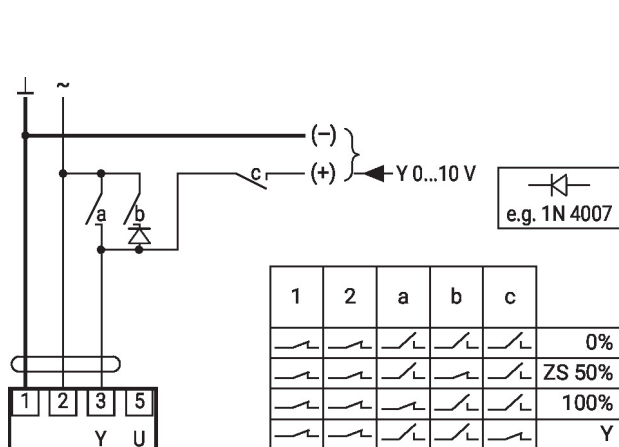 ⊥ ~
(–)
c (+) Y 0...10 V
a b
e.g. 1N 4007
1 2 a b c
0%
ZS 50%
100%
Y
1 2 3 5
Y U